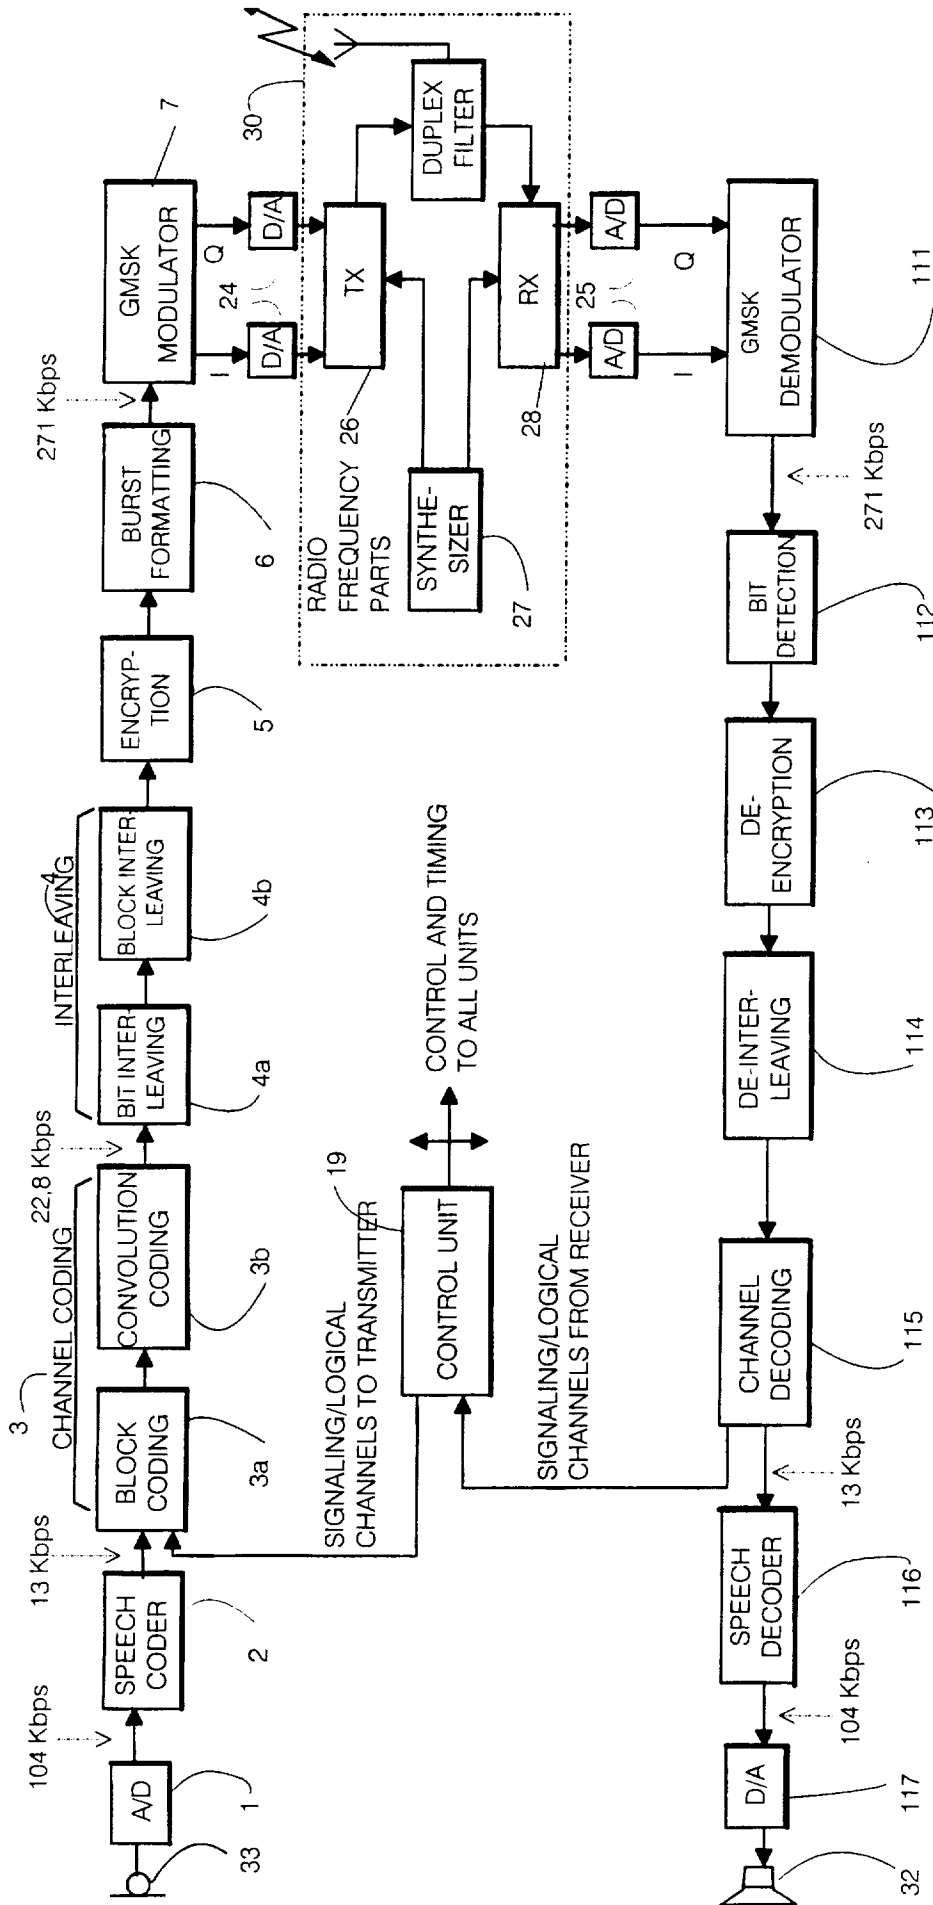 33
A/D
1
104 Kbps
SPEECH
CODER
2
13 Kbps
3
CHANNEL CODING
BLOCK
CODING
3a
CONVOLUTION
CODING
3b
22,8 Kbps
INTERLEAVING
4
BIT INTER-
LEAVING
4a
BLOCK INTER-
LEAVING
4b
ENCRYP-
TION
5
BURST
FORMATTING
6
271 Kbps
GMSK
MODULATOR
7
I
Q
D/A
24
D/A
30
RADIO
FREQUENCY
PARTS
TX
26
DUPLEX
FILTER
SYNTHE-
SIZER
27
RX
28
A/D
25
A/D
I
Q
SIGNALING/LOGICAL
CHANNELS TO TRANSMITTER
19
CONTROL UNIT
CONTROL AND TIMING
TO ALL UNITS
SIGNALING/LOGICAL
CHANNELS FROM RECEIVER
GMSK
DEMODULATOR
111
271 Kbps
BIT
DETECTION
112
DE-
ENCRYPTION
113
DE-INTER-
LEAVING
114
CHANNEL
DECODING
115
13 Kbps
SPEECH
DECODER
116
104 Kbps
D/A
117
32